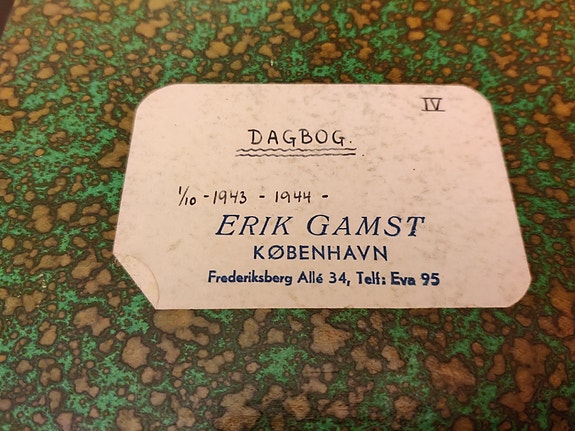 IV
DAGBOG.
1/10 - 1943 - 1944 -
ERIK GAMST
KØBENHAVN
Frederiksberg Allé 34, Telf: Eva 95